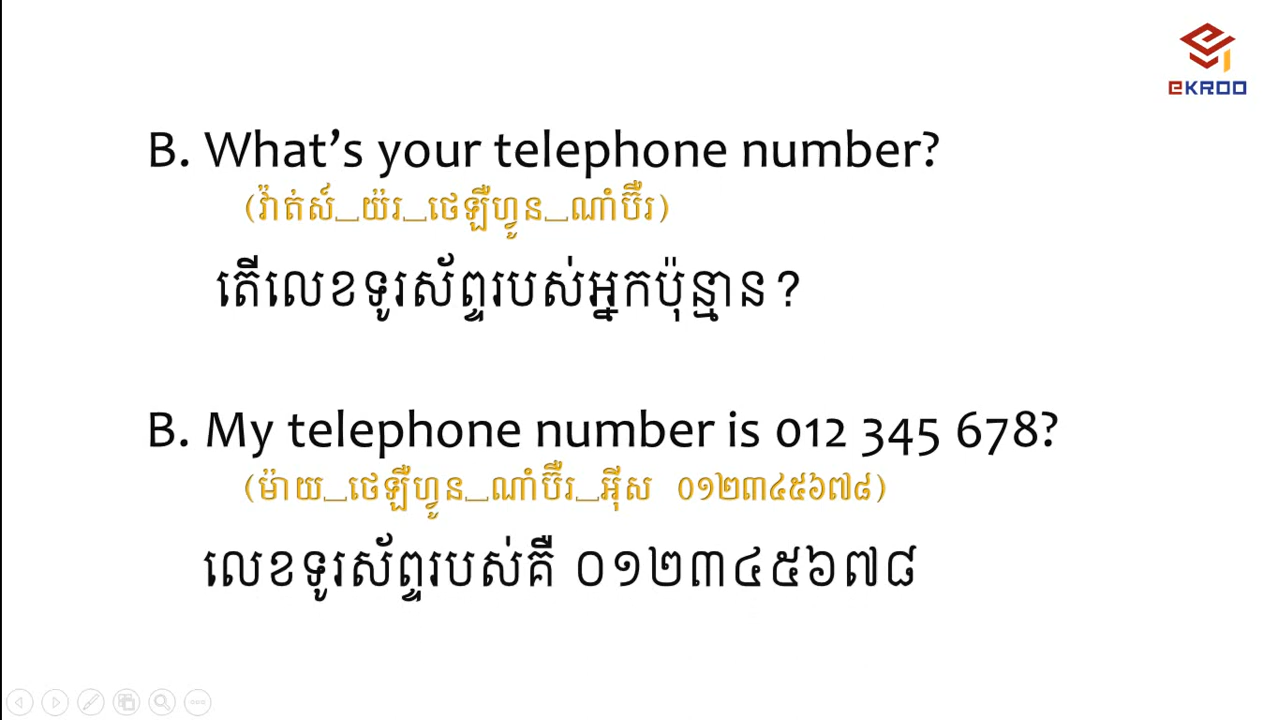 eKROO
B. What’s your telephone number?
(វ៉ាត់ស៍_យ៉រ_ថេឡឺហ្វូន_ណាំប៊ឺរ)
តើលេខទូរស័ព្ទរបស់អ្នកប៉ុន្មាន?
B. My telephone number is 012 345 678?
(ម៉ាយ_ថេឡឺហ្វូន_ណាំប៊ឺរ_អ៊ីស ០១២៣៤៥៦៧៨)
លេខទូរស័ព្ទរបស់គឺ ០១២៣៤៥៦៧៨